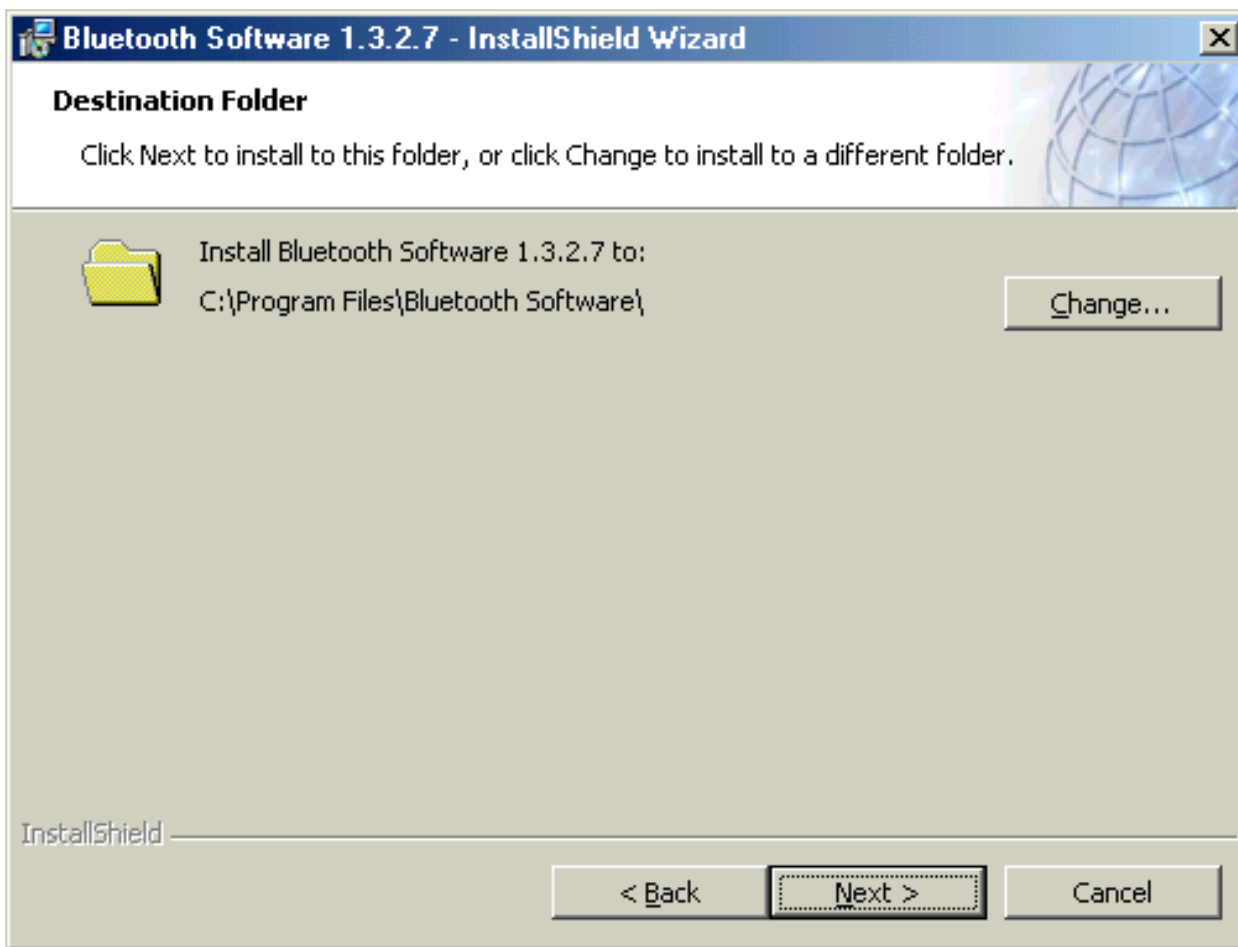 Bluetooth Software 1.3.2.7 - InstallShield Wizard
Destination Folder
Click Next to install to this folder, or click Change to install to a different folder.
Install Bluetooth Software 1.3.2.7 to:
C:\Program Files\Bluetooth Software\
Change...
InstallShield
< Back
Next >
Cancel